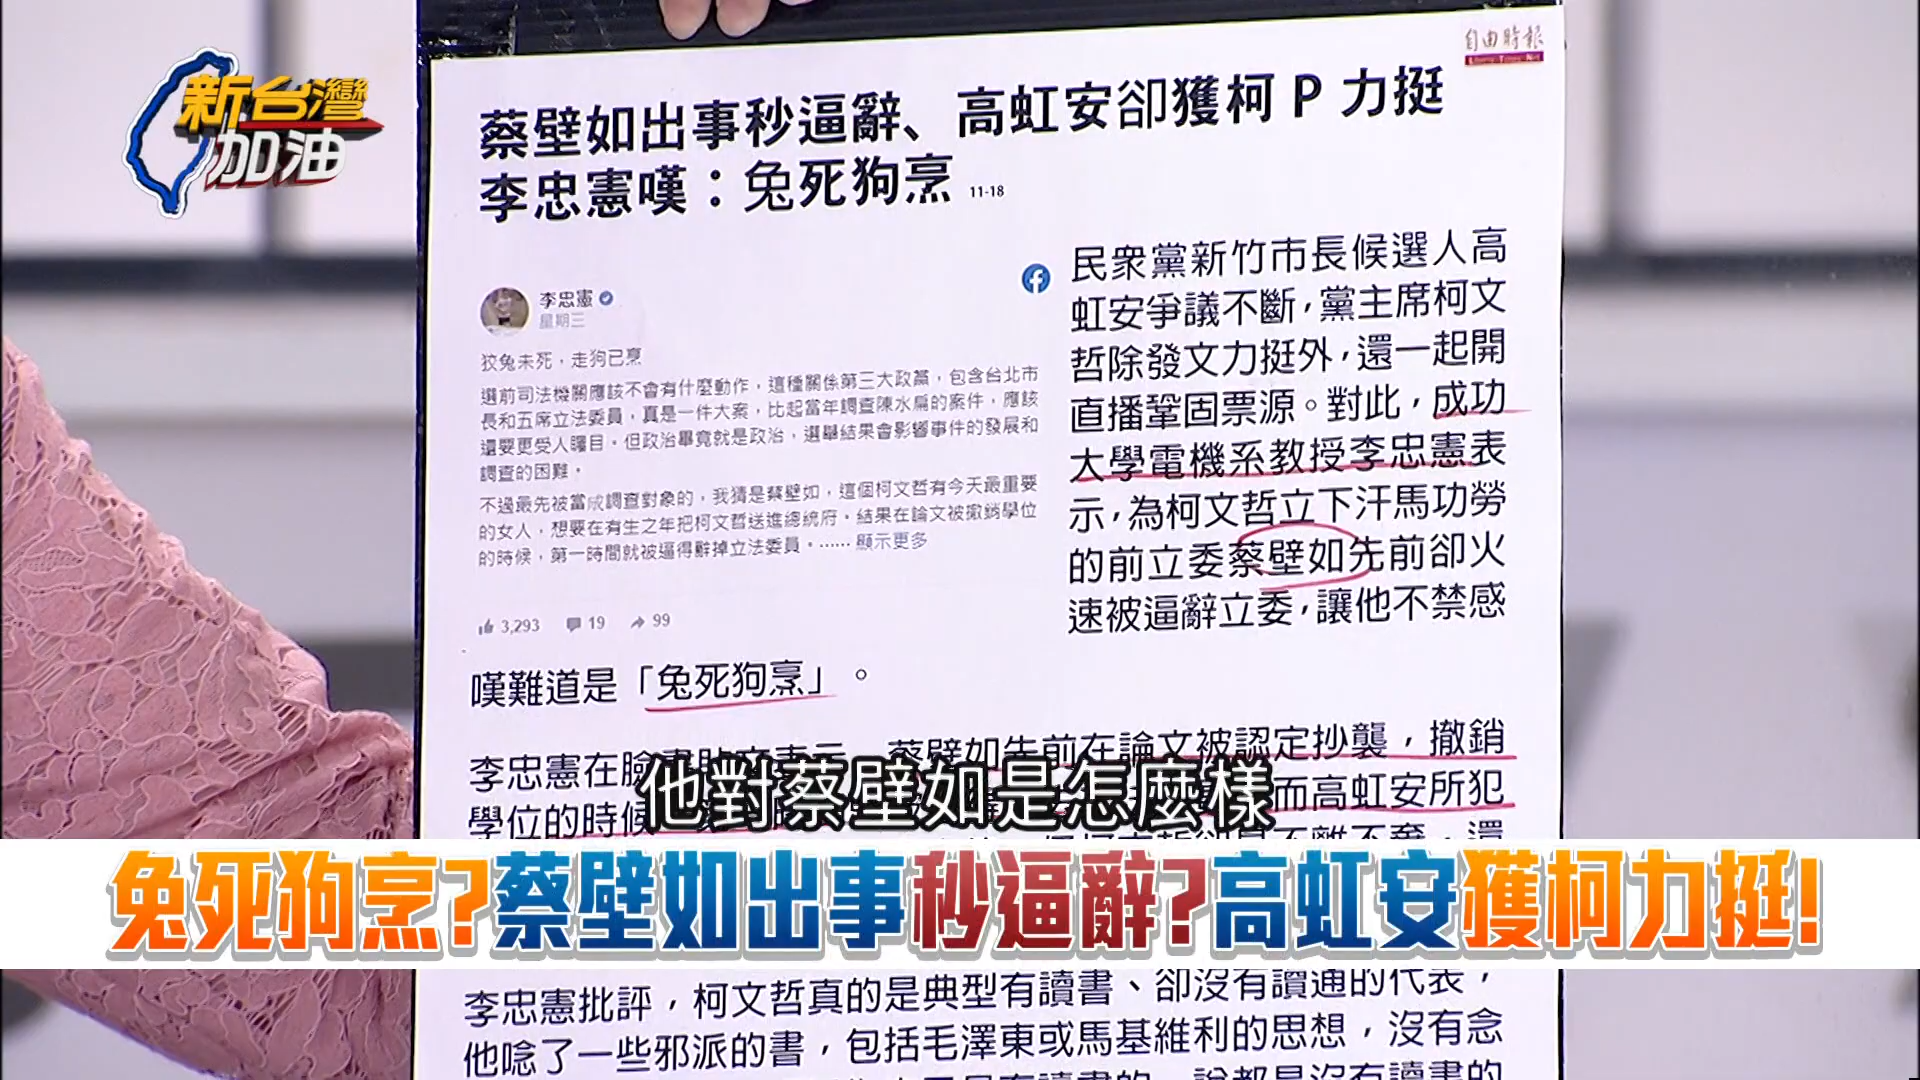 新台灣
加油
自由時報
Liberty Times Net
蔡壁如出事秒逼辭、高虹安卻獲柯 P 力挺
李忠憲嘆：兔死狗烹 11-18
李忠憲
星期三
狡兔未死，走狗已烹
選前司法機關應該不會有什麼動作，這種關係第三大政黨，包含台北市
長和五席立法委員，真是一件大案，比起當年調查陳水扁的案件，應該
還要更受人矚目。但政治畢竟就是政治，選舉結果會影響事件的發展和
調查的困難。
不過最先被當成調查對象的，我猜是蔡壁如，這個柯文哲有今天最重要
的女人，想要在有生之年把柯文哲送進總統府。結果在論文被撤銷學位
的時候，第一時間就被逼得辭掉立法委員。…… 顯示更多
3,293 19 99
民眾黨新竹市長候選人高
虹安爭議不斷，黨主席柯文
哲除發文力挺外，還一起開
直播鞏固票源。對此，成功
大學電機系教授李忠憲表
示，為柯文哲立下汗馬功勞
的前立委蔡壁如先前卻火
速被逼辭立委，讓他不禁感
嘆難道是「兔死狗烹」。
李忠憲在臉書貼文表示，蔡壁如先前在論文被認定抄襲，撤銷
學位的時候 而高虹安所犯
他對蔡壁如是怎麼樣
兔死狗烹?蔡壁如出事秒逼辭?高虹安獲柯力挺!
李忠憲批評，柯文哲真的是典型有讀書、卻沒有讀通的代表，
他唸了一些邪派的書，包括毛澤東或馬基維利的思想，沒有念